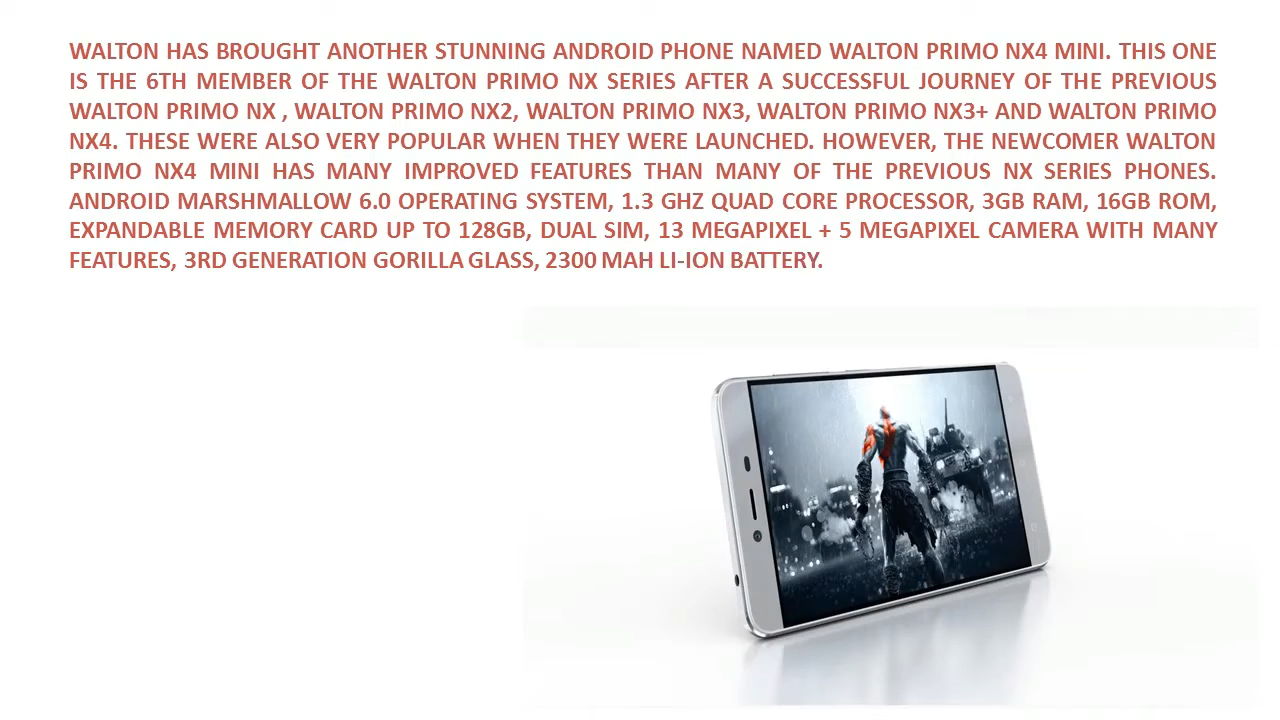 WALTON HAS BROUGHT ANOTHER STUNNING ANDROID PHONE NAMED WALTON PRIMO NX4 MINI. THIS ONE
IS THE 6TH MEMBER OF THE WALTON PRIMO NX SERIES AFTER A SUCCESSFUL JOURNEY OF THE PREVIOUS
WALTON PRIMO NX , WALTON PRIMO NX2, WALTON PRIMO NX3, WALTON PRIMO NX3+ AND WALTON PRIMO
NX4. THESE WERE ALSO VERY POPULAR WHEN THEY WERE LAUNCHED. HOWEVER, THE NEWCOMER WALTON
PRIMO NX4 MINI HAS MANY IMPROVED FEATURES THAN MANY OF THE PREVIOUS NX SERIES PHONES.
ANDROID MARSHMALLOW 6.0 OPERATING SYSTEM, 1.3 GHZ QUAD CORE PROCESSOR, 3GB RAM, 16GB ROM,
EXPANDABLE MEMORY CARD UP TO 128GB, DUAL SIM, 13 MEGAPIXEL + 5 MEGAPIXEL CAMERA WITH MANY
FEATURES, 3RD GENERATION GORILLA GLASS, 2300 MAH LI-ION BATTERY.